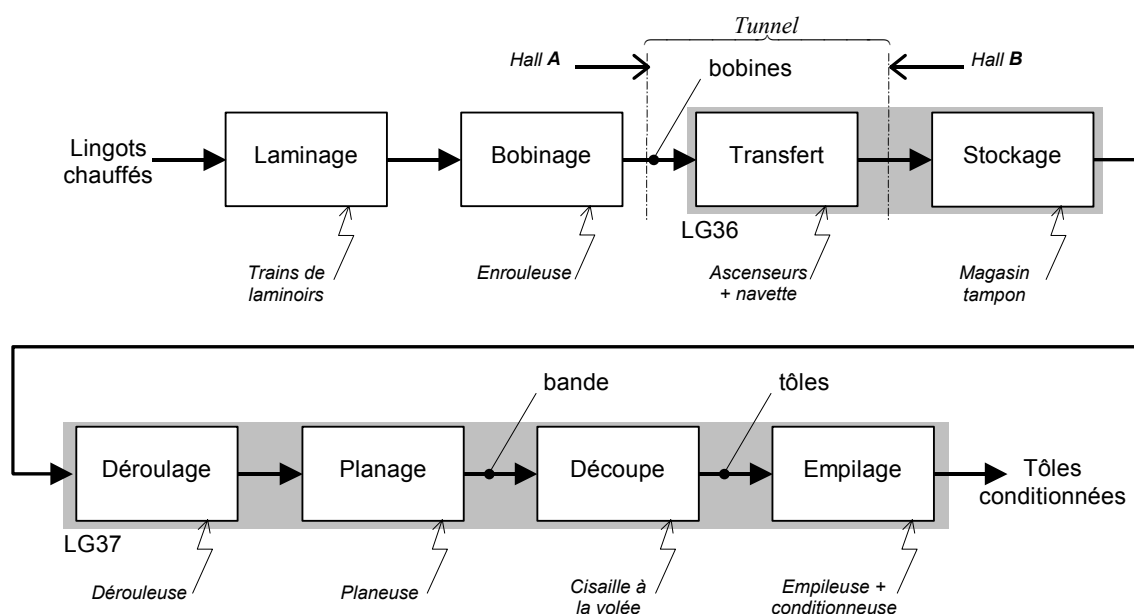 Tunnel
Hall A
Hall B
bobines
Lingots
chauffés
Laminage
Bobinage
Transfert
Stockage
LG36
Trains de
laminoirs
Enrouleuse
Ascenseurs
+ navette
Magasin
tampon
bande
tôles
Déroulage
Planage
Découpe
Empilage
Tôles
conditionnées
LG37
Dérouleuse
Planeuse
Cisaille à
la volée
Empileuse +
conditionneuse